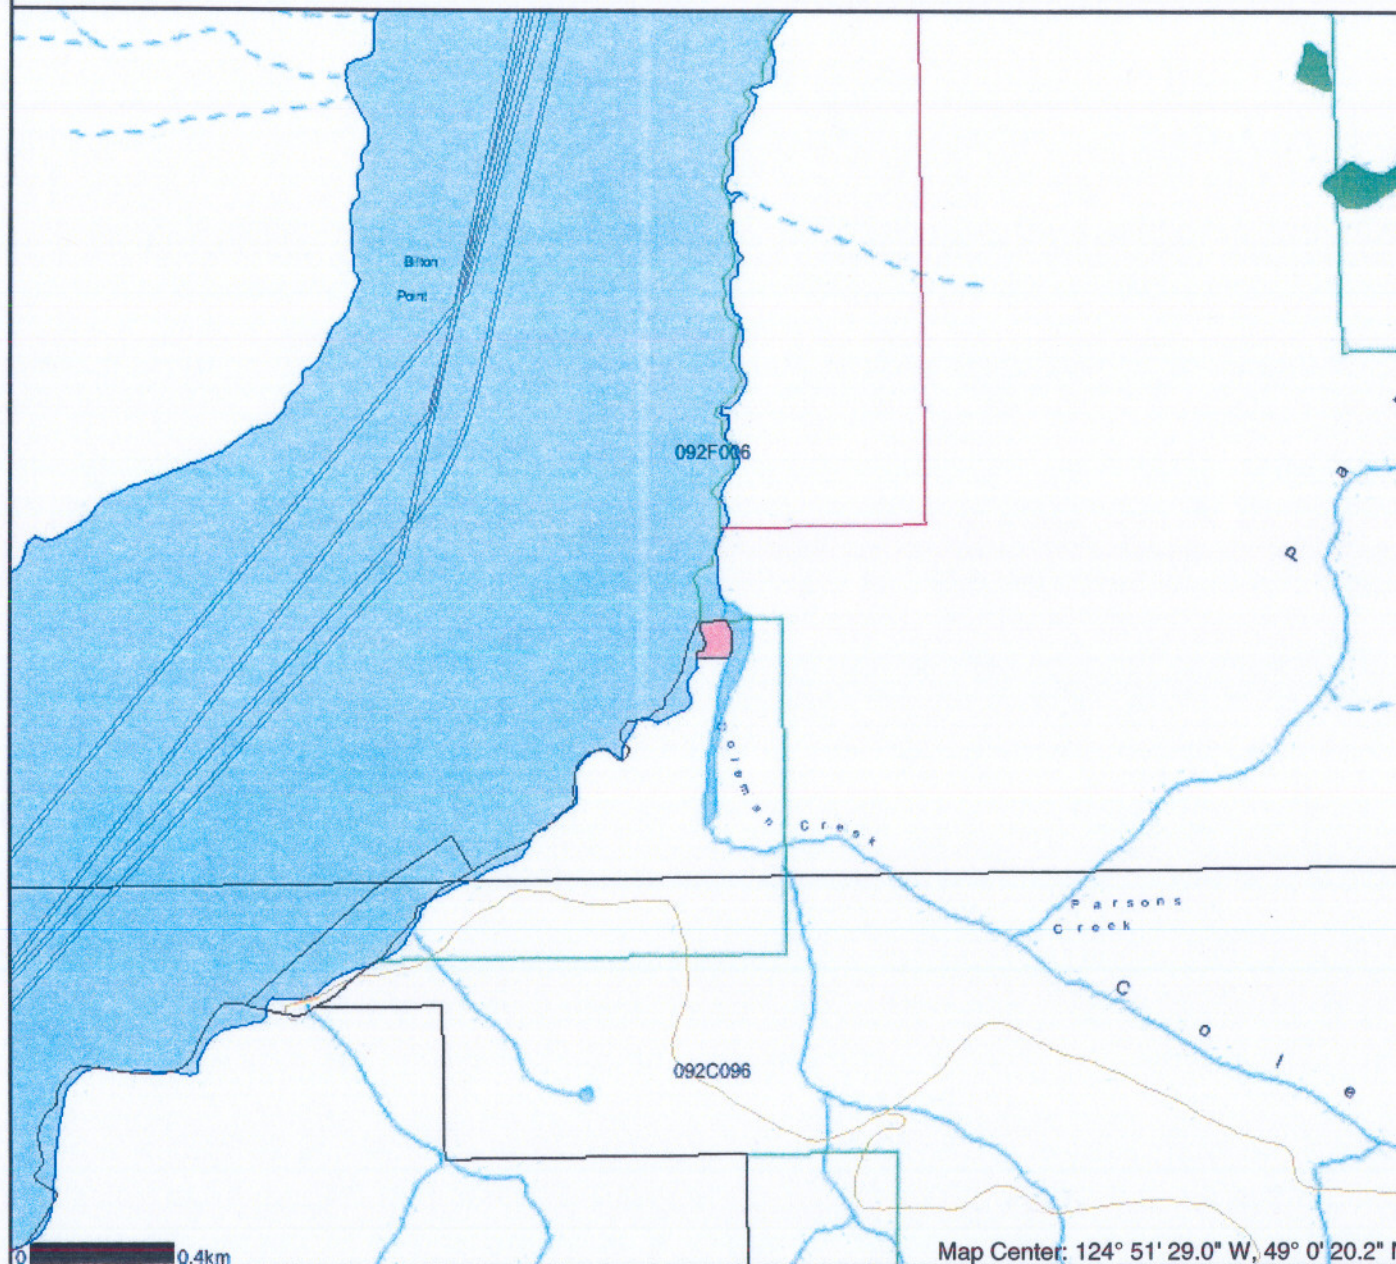 Bilton
Point
092F006
a
P
Coleman Creek
Parsons
Creek
C o l e
092C096
0 0.4km
Map Center: 124° 51' 29.0" W, 49° 0' 20.2" N